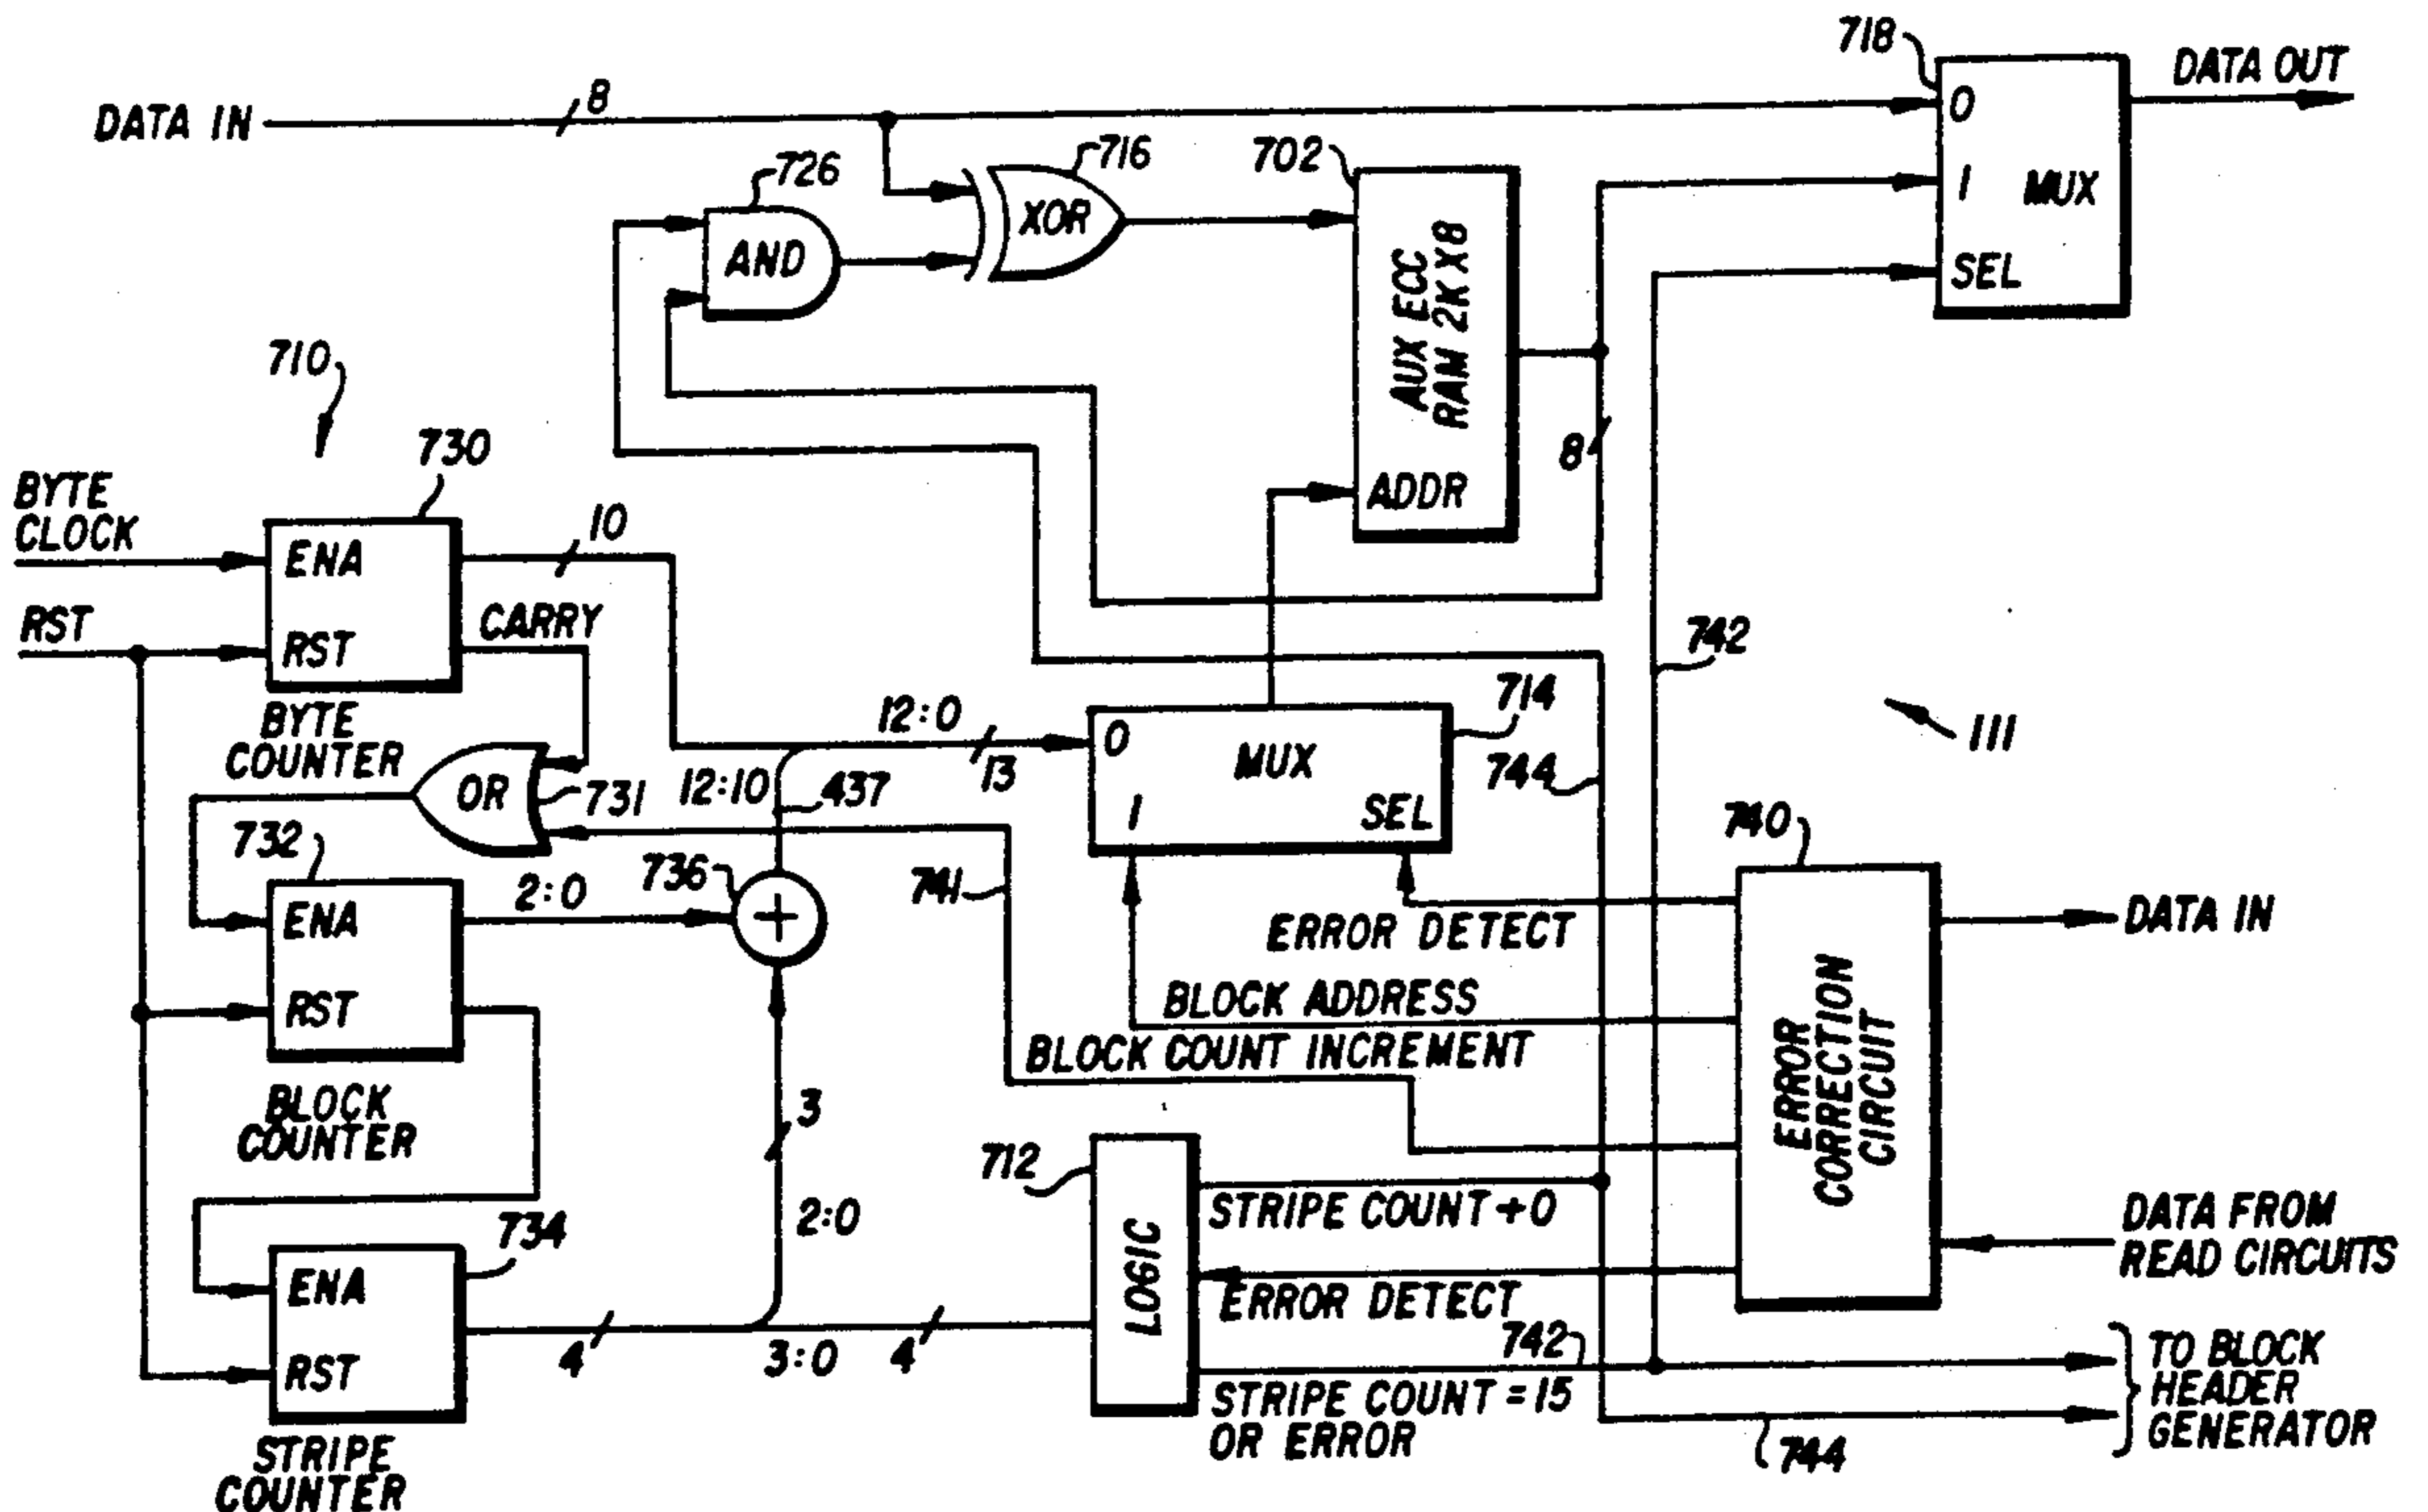 718
DATA OUT
DATA IN
8
0
1
MUX
SEL
726
716
702
AND
XOR
AUX ECC
RAM 2K X 8
ADDR
8
710
730
BYTE
CLOCK
ENA
10
RST
RST
CARRY
BYTE
COUNTER
742
714
12:0
13
0
MUX
1
SEL
744
111
OR
731
12:10
437
732
ENA
2:0
736
+
741
740
RST
ERROR DETECT
DATA IN
BLOCK ADDRESS
BLOCK COUNT INCREMENT
ERROR
CORRECTION
CIRCUIT
BLOCK
COUNTER
3
712
LOGIC
STRIPE COUNT +0
DATA FROM
READ CIRCUITS
734
2:0
ENA
ERROR DETECT
4
3:0
4
742
RST
STRIPE COUNT = 15
OR ERROR
TO BLOCK
HEADER
GENERATOR
744
STRIPE
COUNTER